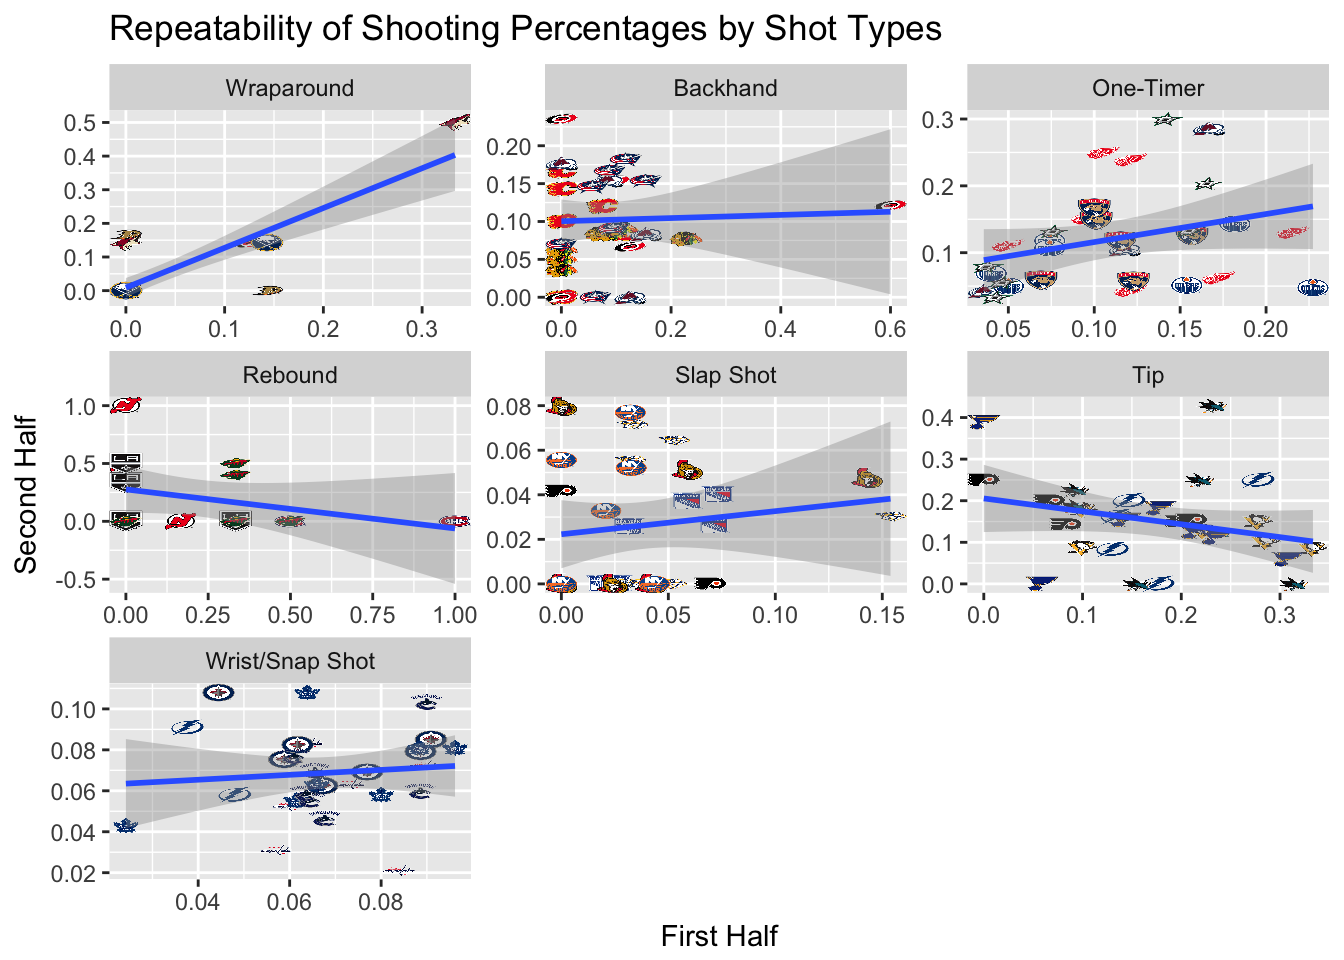 Repeatability of Shooting Percentages by Shot Types
Wraparound
0.5
0.4
0.3
0.2
0.1
0.0
0.0 0.1 0.2 0.3
Backhand
0.20
0.15
0.10
0.05
0.00
0.0 0.2 0.4 0.6
One-Timer
0.3
0.2
0.1
0.05 0.10 0.15 0.20
Rebound
1.0
0.5
0.0
-0.5
0.00 0.25 0.50 0.75 1.00
Slap Shot
0.08
0.06
0.04
0.02
0.00
0.00 0.05 0.10 0.15
Tip
0.4
0.3
0.2
0.1
0.0
0.0 0.1 0.2 0.3
Wrist/Snap Shot
0.10
0.08
0.06
0.04
0.02
0.04 0.06 0.08
Second Half
First Half